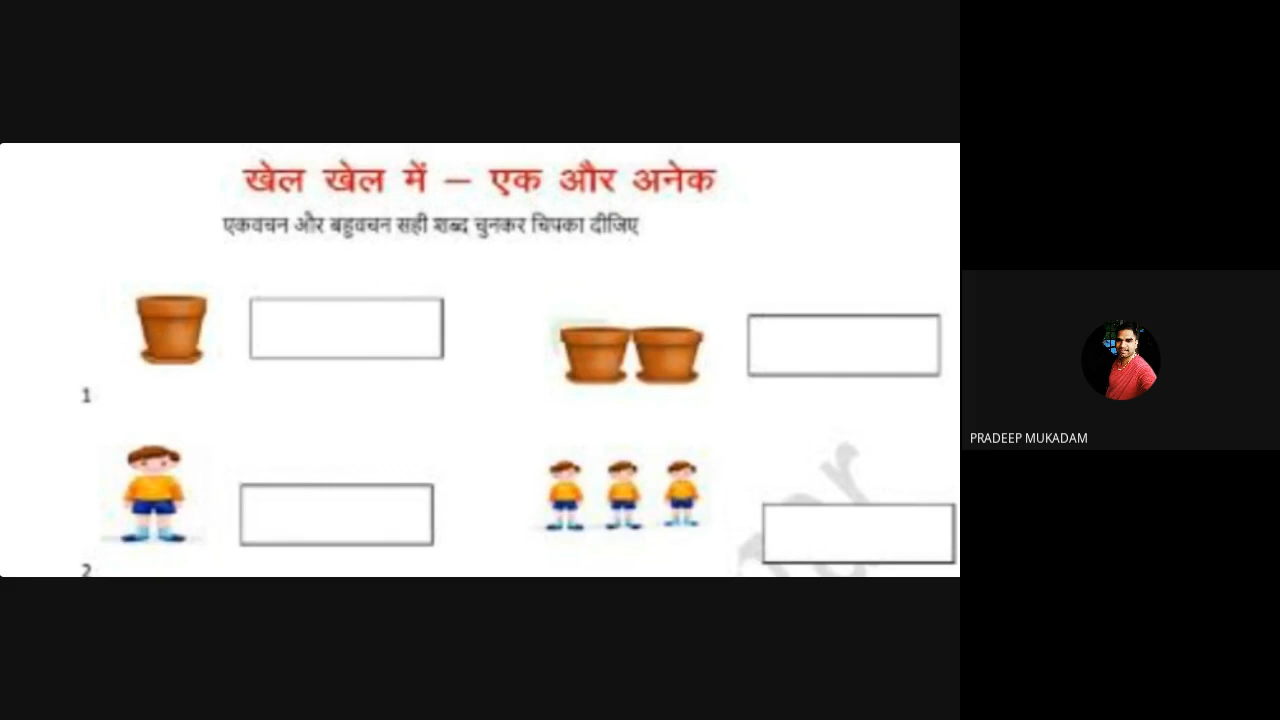 खेल खेल में – एक और अनेक
एकवचन और बहुवचन सही शब्द चुनकर चिपका दीजिए
1
2
PRADEEP MUKADAM